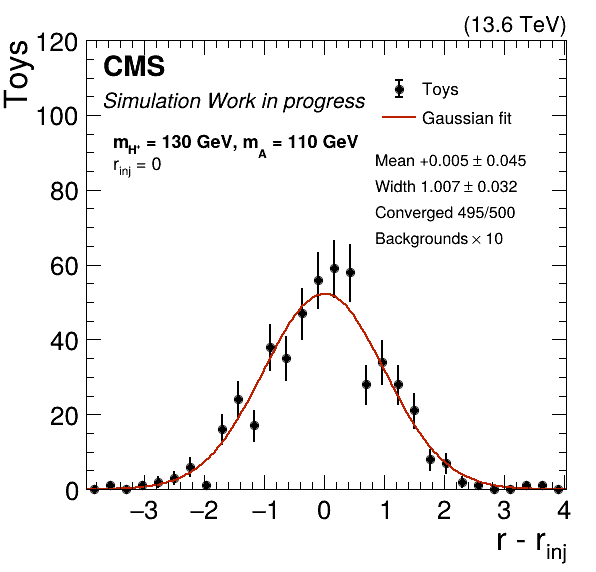 (13.6 TeV)
Toys
CMS
Simulation Work in progress
m_H⁺ = 130 GeV, m_A = 110 GeV
r_inj = 0
Toys
Gaussian fit
Mean +0.005 ± 0.045
Width 1.007 ± 0.032
Converged 495/500
Backgrounds × 10
120
100
80
60
40
20
0
−3 −2 −1 0 1 2 3 4
r - r_inj